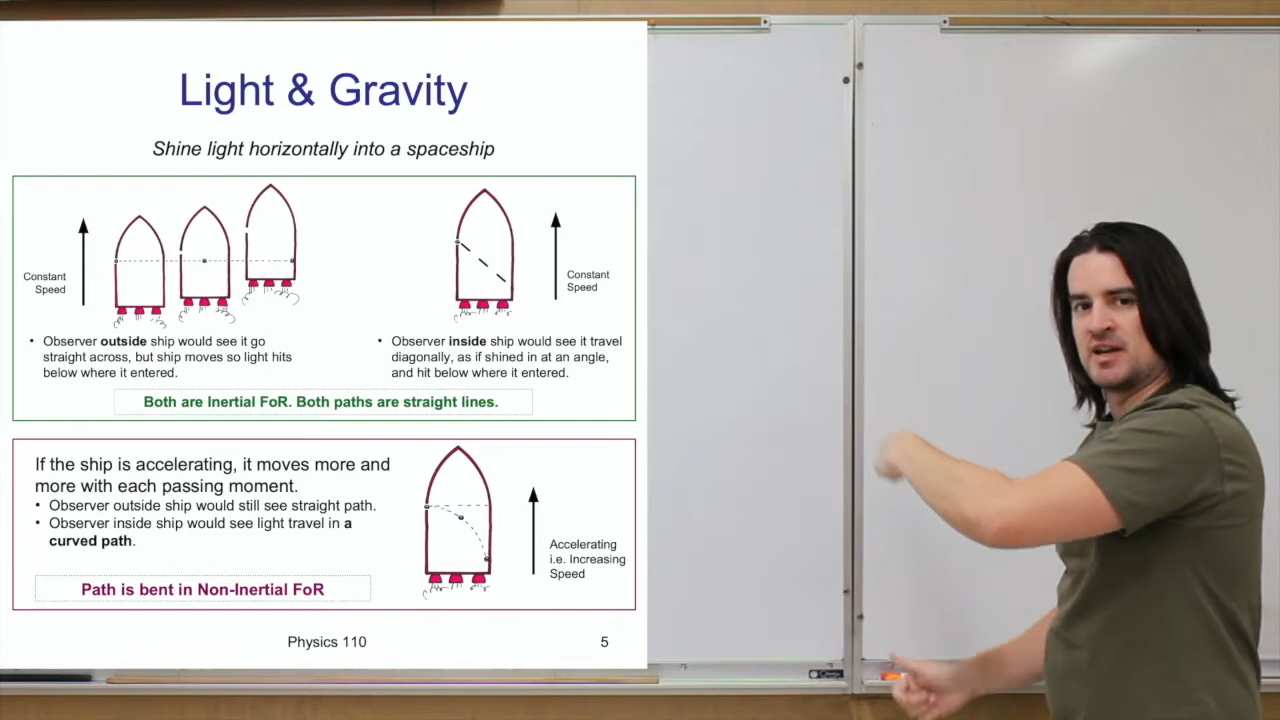 Light & Gravity
Shine light horizontally into a spaceship
Constant
Speed
Constant
Speed
• Observer outside ship would see it go
straight across, but ship moves so light hits
below where it entered.
• Observer inside ship would see it travel
diagonally, as if shined in at an angle,
and hit below where it entered.
Both are Inertial FoR. Both paths are straight lines.
If the ship is accelerating, it moves more and
more with each passing moment.
• Observer outside ship would still see straight path.
• Observer inside ship would see light travel in a
curved path.
Accelerating
i.e. Increasing
Speed
Path is bent in Non-Inertial FoR
Physics 110
5